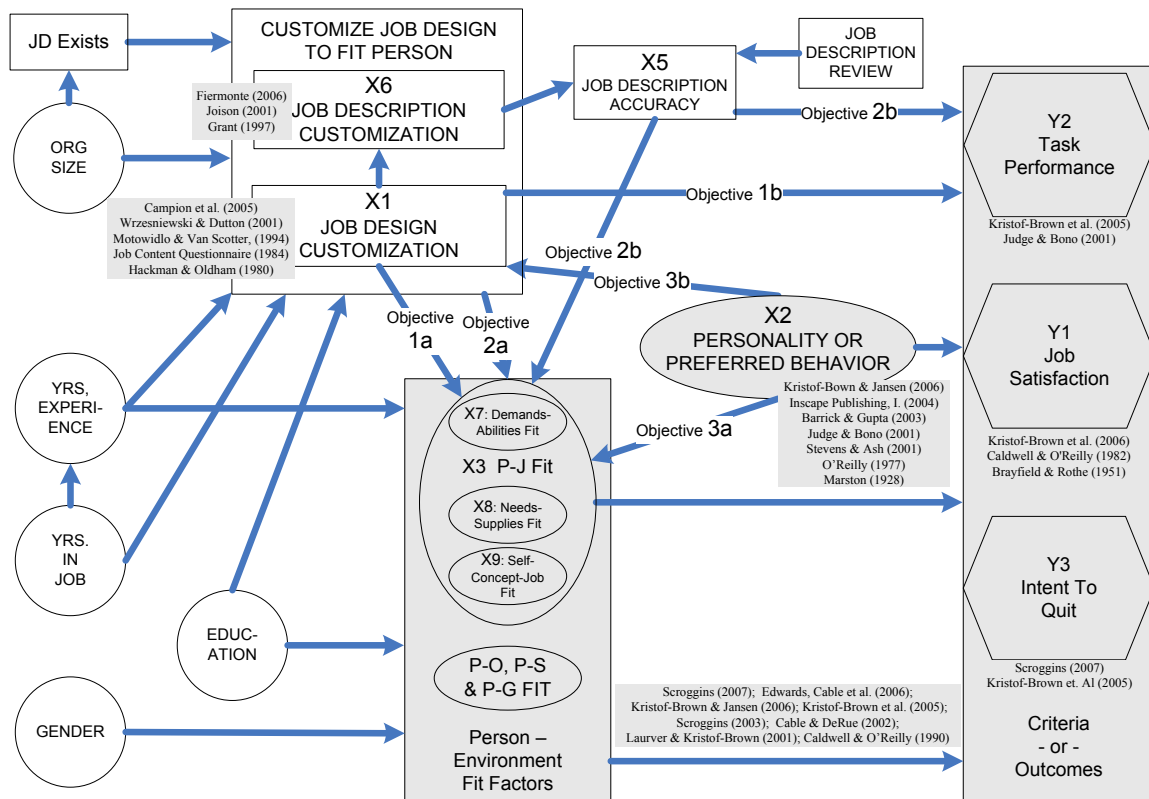 JD Exists
ORG
SIZE
CUSTOMIZE JOB DESIGN
TO FIT PERSON
X6
JOB DESCRIPTION
CUSTOMIZATION
Fiermonte (2006)
Joison (2001)
Grant (1997)
X1
JOB DESIGN
CUSTOMIZATION
Campion et al. (2005)
Wrzesniewski & Dutton (2001)
Motowidlo & Van Scotter, (1994)
Job Content Questionnaire (1984)
Hackman & Oldham (1980)
X5
JOB DESCRIPTION
ACCURACY
JOB
DESCRIPTION
REVIEW
Objective 2b
Objective 1b
Objective 2b
Objective 3b
Objective
1a
Objective
2a
X2
PERSONALITY OR
PREFERRED BEHAVIOR
Kristof-Bown & Jansen (2006)
Inscape Publishing, I. (2004)
Barrick & Gupta (2003)
Judge & Bono (2001)
Stevens & Ash (2001)
O'Reilly (1977)
Marston (1928)
Objective 3a
YRS,
EXPERI-
ENCE
YRS.
IN
JOB
EDUC-
ATION
GENDER
X7: Demands-
Abilities Fit
X3 P-J Fit
X8: Needs-
Supplies Fit
X9: Self-
Concept-Job
Fit
P-O, P-S
& P-G FIT
Person –
Environment
Fit Factors
Scroggins (2007); Edwards, Cable et al. (2006);
Kristof-Brown & Jansen (2006); Kristof-Brown et al. (2005);
Scroggins (2003); Cable & DeRue (2002);
Laurver & Kristof-Brown (2001); Caldwell & O'Reilly (1990)
Y2
Task
Performance
Kristof-Brown et al. (2005)
Judge & Bono (2001)
Y1
Job
Satisfaction
Kristof-Brown et al. (2006)
Caldwell & O'Reilly (1982)
Brayfield & Rothe (1951)
Y3
Intent To
Quit
Scroggins (2007)
Kristof-Brown et. Al (2005)
Criteria
- or -
Outcomes